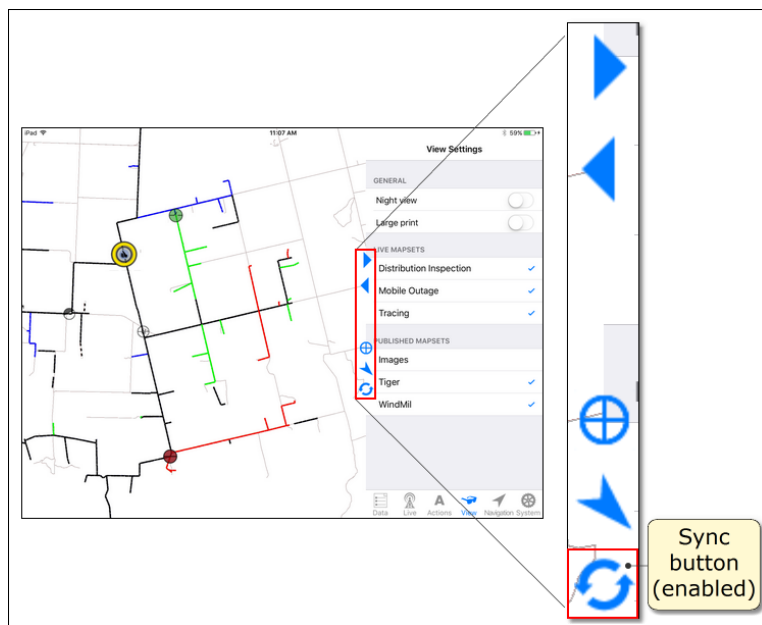 iPad 11:07 AM 59%
View Settings
GENERAL
Night view
Large print
LIVE MAPSETS
Distribution Inspection
Mobile Outage
Tracing
PUBLISHED MAPSETS
Images
Tiger
WindMil
Data Live Actions View Navigation System
Sync
button
(enabled)